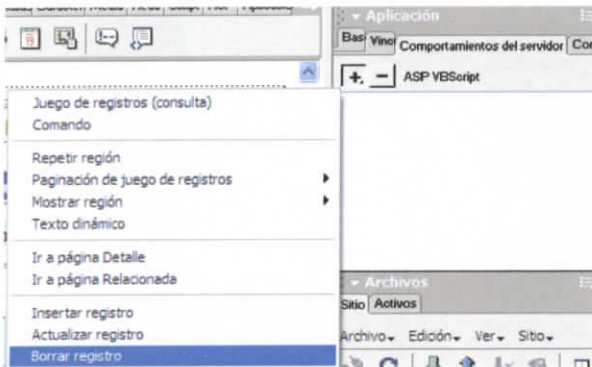 Aplicación
Bas Vinc Comportamientos del servidor Con
ASP VBScript
Juego de registros (consulta)
Comando
Repetir región
Paginación de juego de registros
Mostrar región
Texto dinámico
Ir a página Detalle
Ir a página Relacionada
Insertar registro
Actualizar registro
Borrar registro
Archivos
Sitio Activos
Archivo Edición Ver Sitio